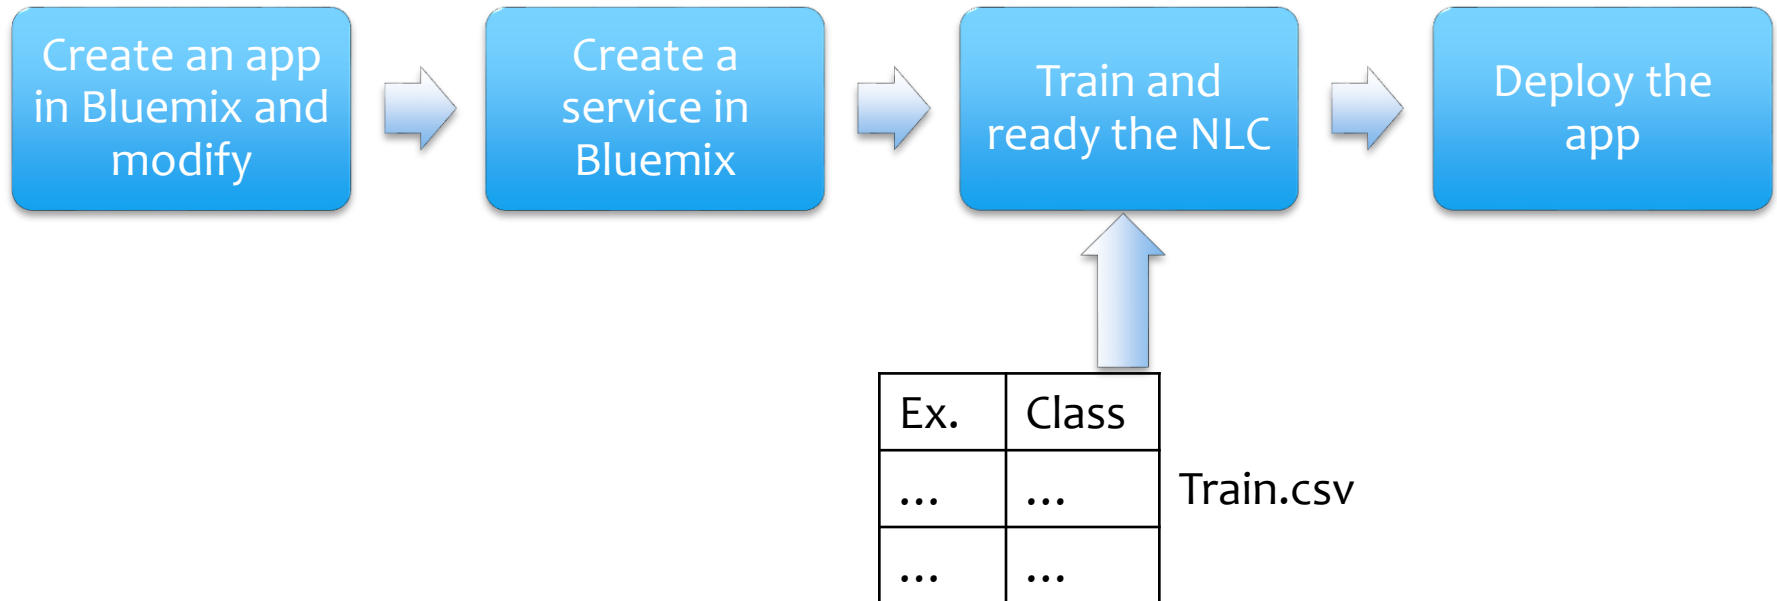 Create an app
in Bluemix and
modify
Create a
service in
Bluemix
Train and
ready the NLC
Deploy the
app
Ex. Class
... ...
Train.csv
... ...